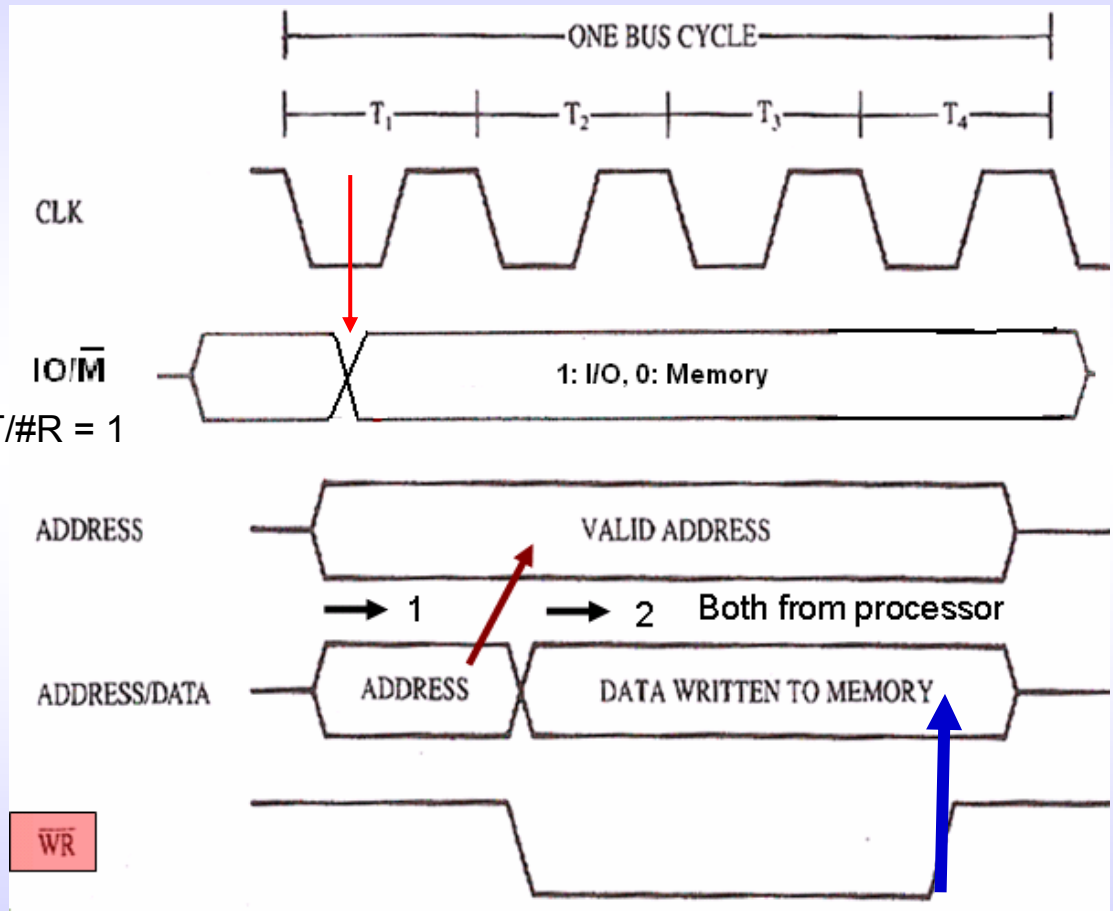 ONE BUS CYCLE
T₁ T₂ T₃ T₄
CLK
IO/M̅
1: I/O, 0: Memory
/#R = 1
ADDRESS
VALID ADDRESS
1 2 Both from processor
ADDRESS/DATA
ADDRESS
DATA WRITTEN TO MEMORY
W̅R̅